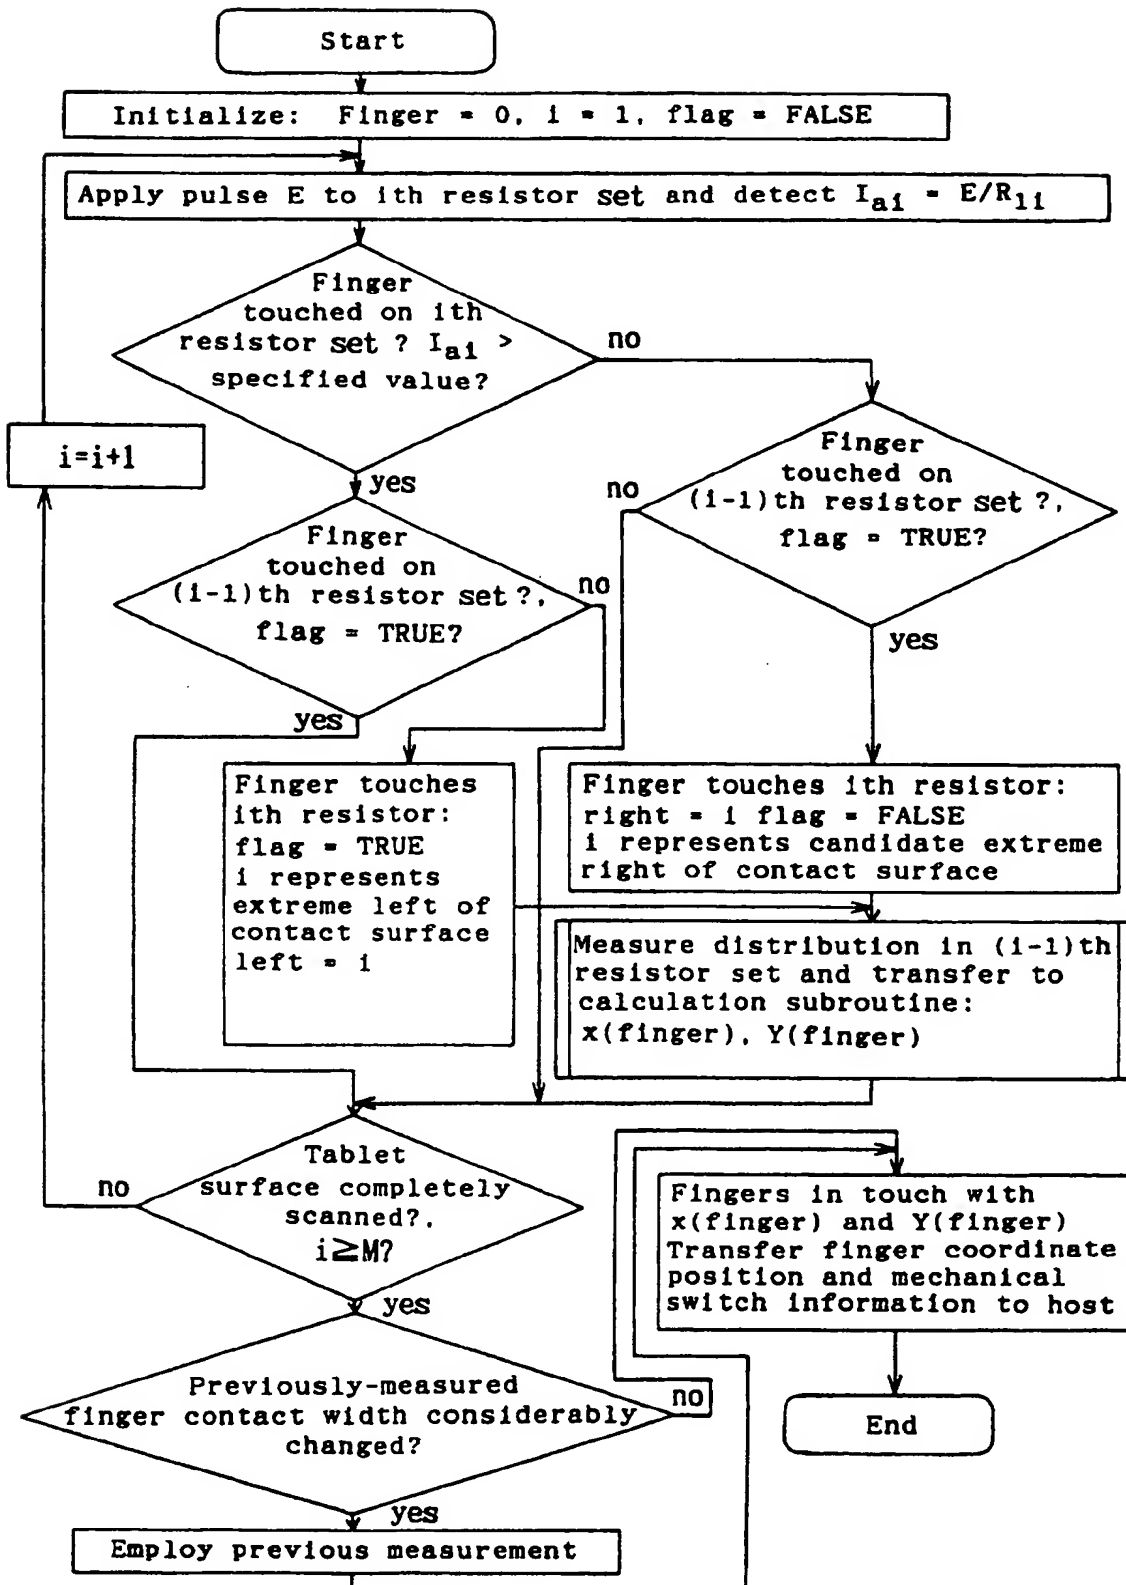 Start
Initialize: Finger = 0, i = 1, flag = FALSE
Apply pulse E to ith resistor set and detect Iai = E/R1i
Finger
touched on ith
resistor set ? Iai >
specified value?
no
i=i+1
yes
Finger
touched on
(i-1)th resistor set ?,
flag = TRUE?
no
Finger
touched on
(i-1)th resistor set ?,
flag = TRUE?
no
yes
yes
Finger touches
ith resistor:
flag = TRUE
i represents
extreme left of
contact surface
left = i
Finger touches ith resistor:
right = i flag = FALSE
i represents candidate extreme
right of contact surface
Measure distribution in (i-1)th
resistor set and transfer to
calculation subroutine:
x(finger), Y(finger)
Tablet
surface completely
scanned?,
i≧M?
no
yes
Fingers in touch with
x(finger) and Y(finger)
Transfer finger coordinate
position and mechanical
switch information to host
Previously-measured
finger contact width considerably
changed?
no
yes
End
Employ previous measurement